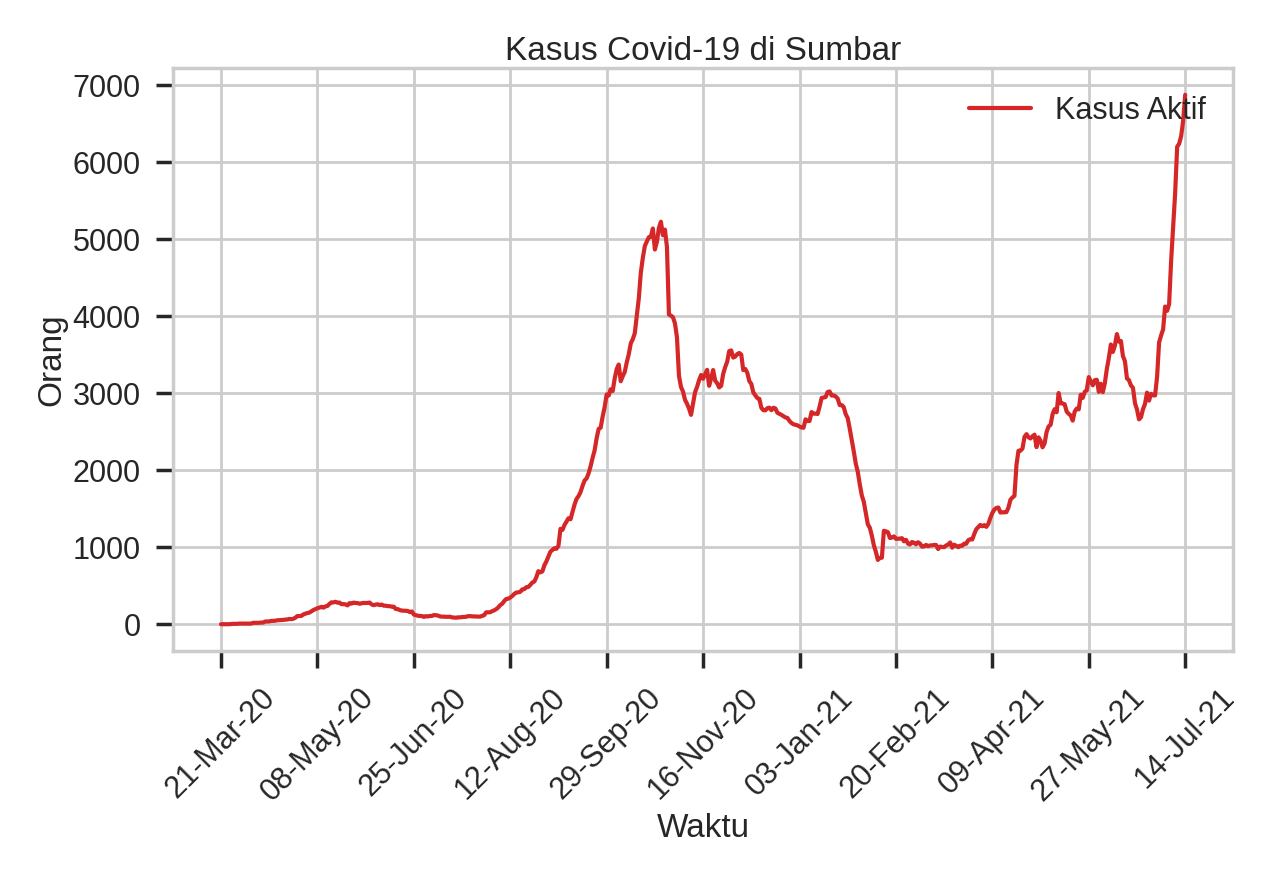 Kasus Covid-19 di Sumbar
7000
6000
5000
4000
3000
2000
1000
0
Orang
Kasus Aktif
21-Mar-20
08-May-20
25-Jun-20
12-Aug-20
29-Sep-20
16-Nov-20
03-Jan-21
20-Feb-21
09-Apr-21
27-May-21
14-Jul-21
Waktu